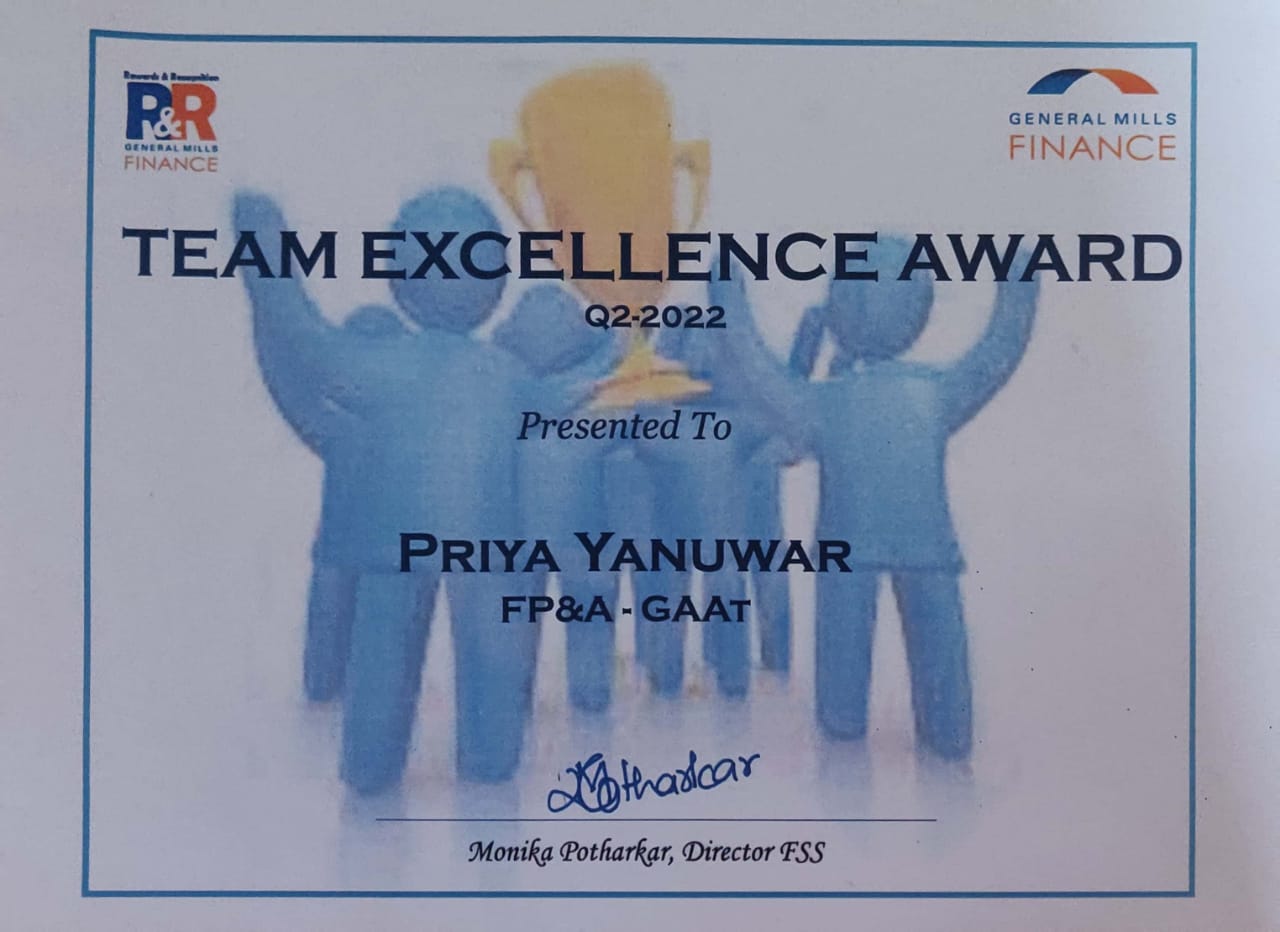 Rewards & Recognition
R&R
GENERAL MILLS
FINANCE
GENERAL MILLS
FINANCE
TEAM EXCELLENCE AWARD
Q2-2022
Presented To
PRIYA YANUWAR
FP&A - GAAT
Potharkar
Monika Potharkar, Director FSS